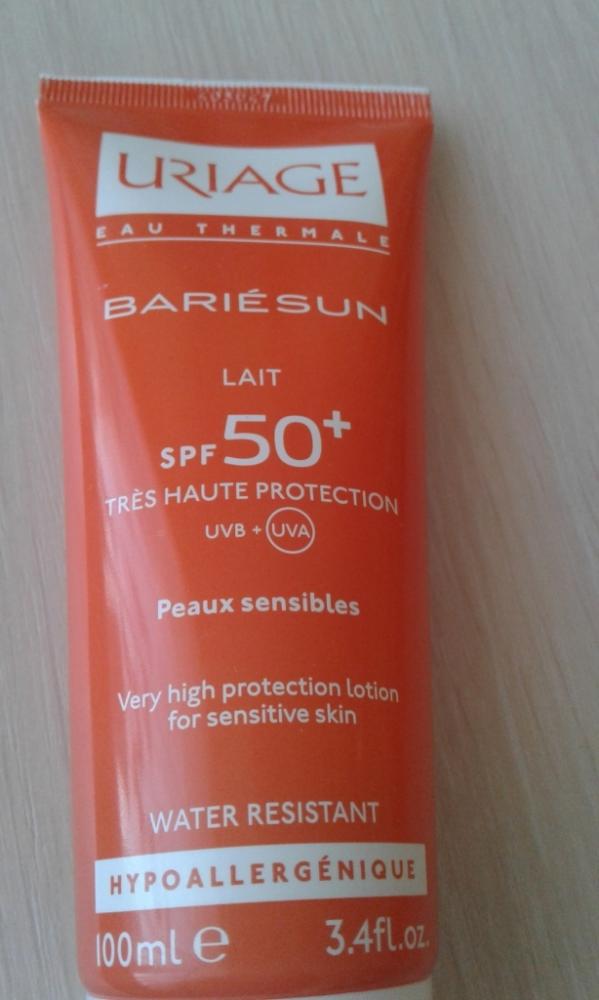 URIAGE
EAU THERMALE
BARIÉSUN
LAIT
SPF 50+
TRÈS HAUTE PROTECTION
UVB + UVA
Peaux sensibles
Very high protection lotion
for sensitive skin
WATER RESISTANT
HYPOALLERGÉNIQUE
100ml e 3.4fl.oz.